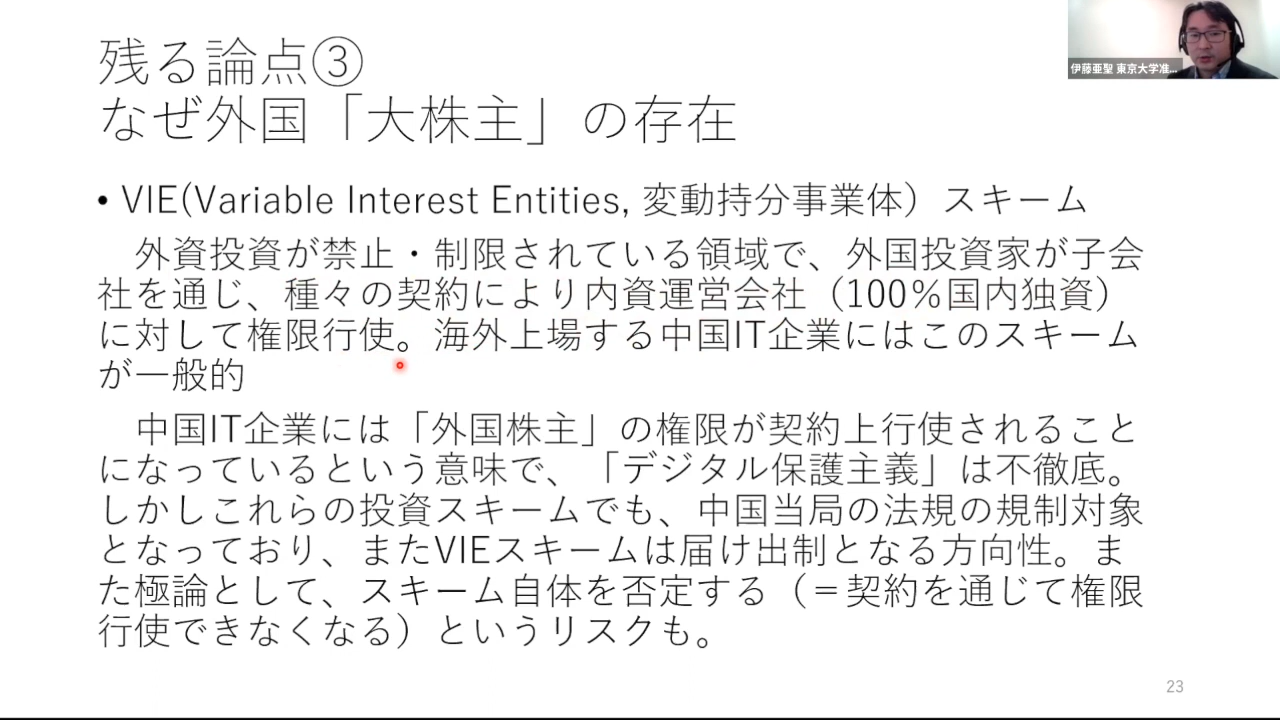 残る論点③
なぜ外国「大株主」の存在
伊藤亜聖 東京大学准...
• VIE(Variable Interest Entities, 変動持分事業体）スキーム
外資投資が禁止・制限されている領域で、外国投資家が子会
社を通じ、種々の契約により内資運営会社（100％国内独資）
に対して権限行使。海外上場する中国IT企業にはこのスキーム
が一般的
中国IT企業には「外国株主」の権限が契約上行使されること
になっているという意味で、「デジタル保護主義」は不徹底。
しかしこれらの投資スキームでも、中国当局の法規の規制対象
となっており、またVIEスキームは届け出制となる方向性。ま
た極論として、スキーム自体を否定する（＝契約を通じて権限
行使できなくなる）というリスクも。
23